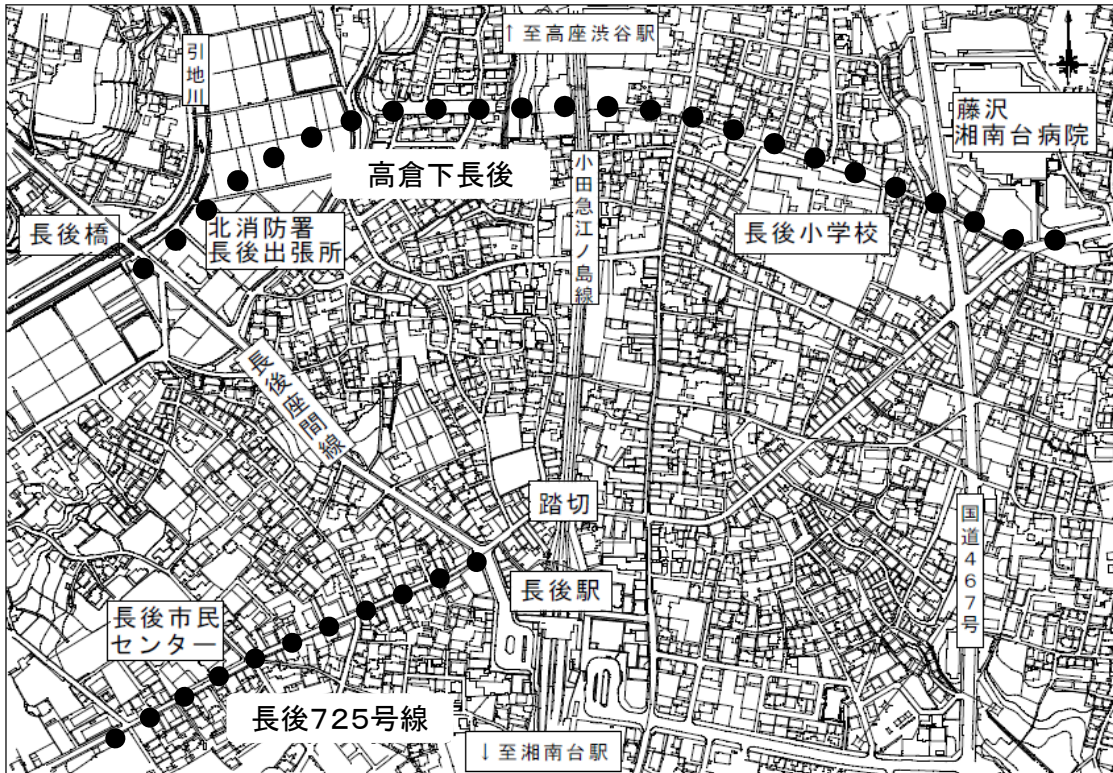 ↑至高座渋谷駅
引地川
藤沢
湘南台病院
高倉下長後
小田急江ノ島線
長後橋
北消防署
長後出張所
長後小学校
長後座間線
踏切
国道467号
長後駅
長後市民
センター
長後725号線
↓至湘南台駅